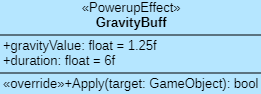 «PowerupEffect»
GravityBuff
+gravityValue: float = 1.25f
+duration: float = 6f
«override»+Apply(target: GameObject): bool